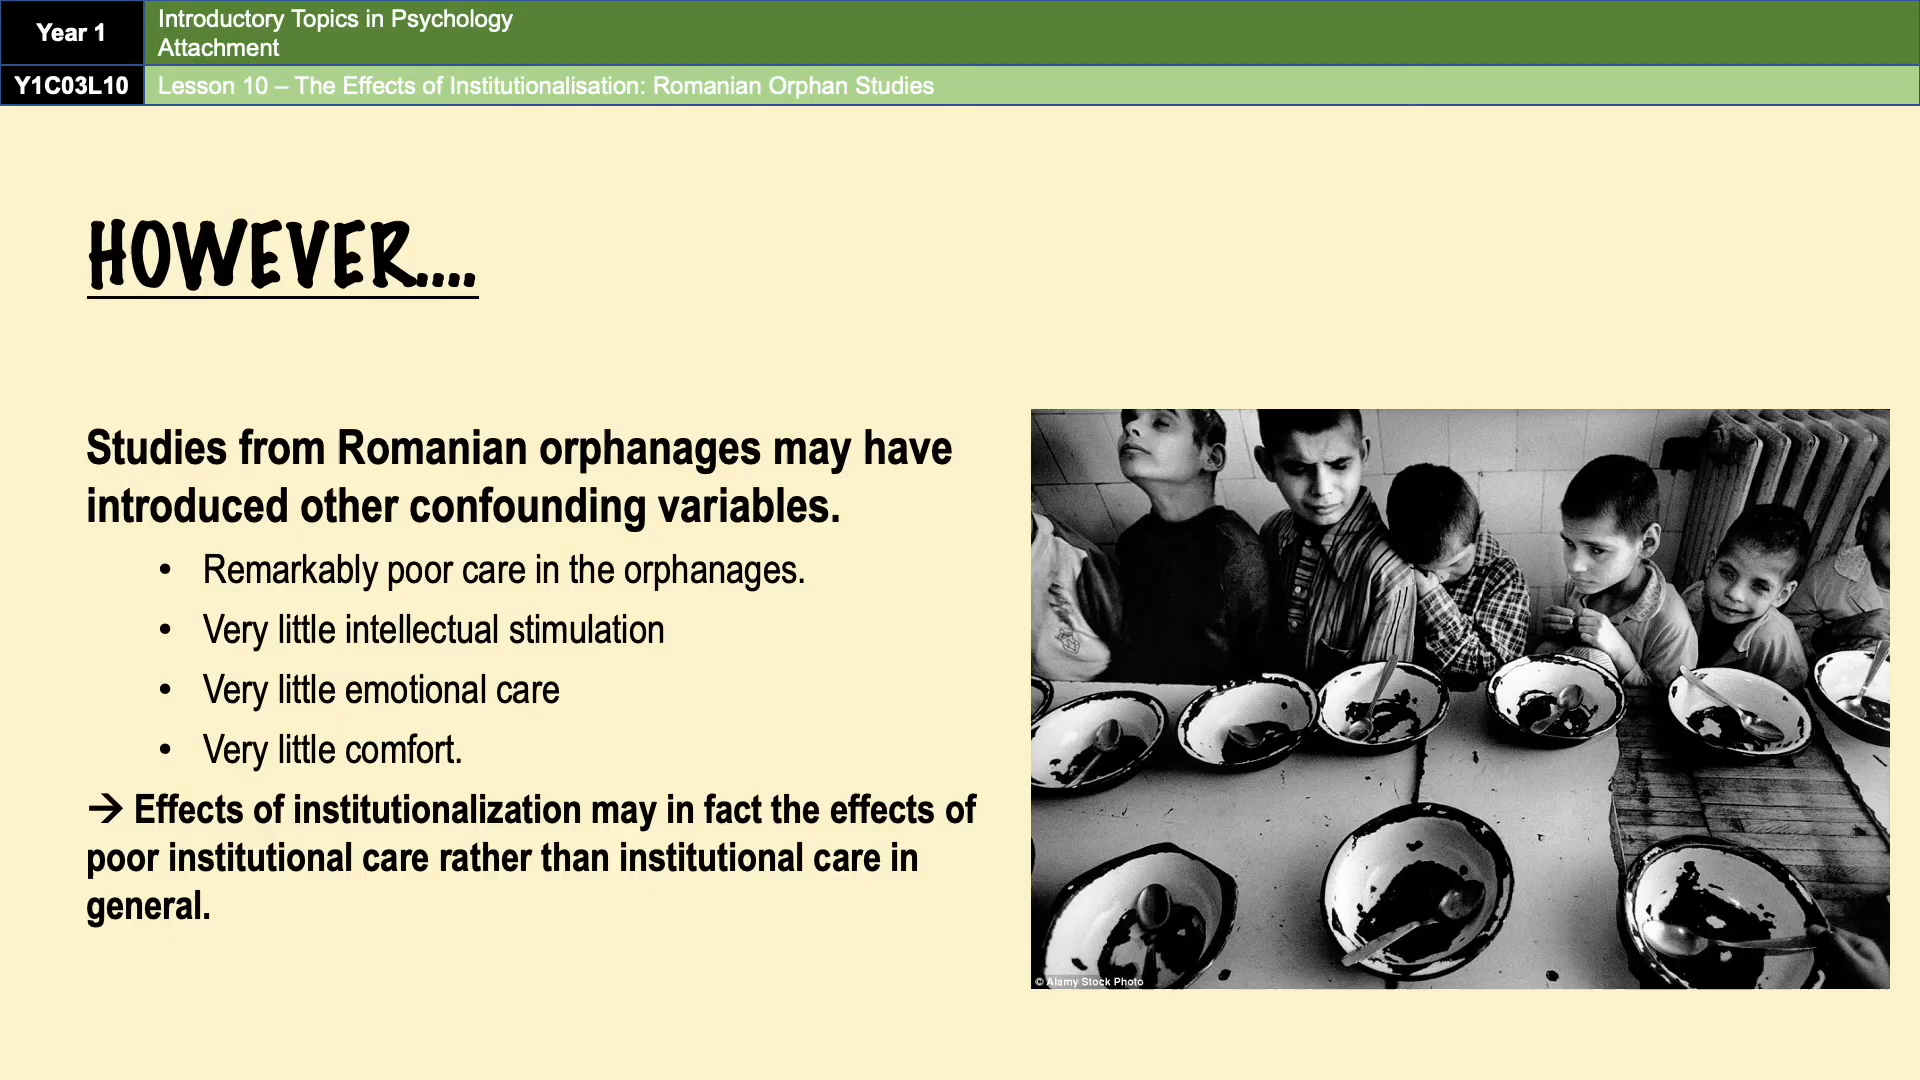 Year 1
Introductory Topics in Psychology
Attachment
Y1C03L10
Lesson 10 – The Effects of Institutionalisation: Romanian Orphan Studies
HOWEVER....
Studies from Romanian orphanages may have
introduced other confounding variables.
• Remarkably poor care in the orphanages.
• Very little intellectual stimulation
• Very little emotional care
• Very little comfort.
→ Effects of institutionalization may in fact the effects of
poor institutional care rather than institutional care in
general.
© Alamy Stock Photo